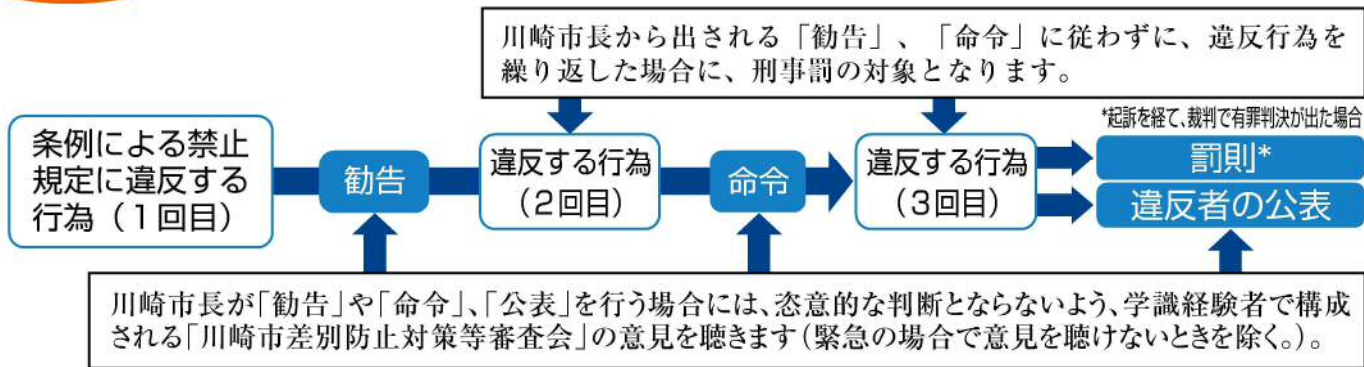 川崎市長から出される「勧告」、「命令」に従わずに、違反行為を
繰り返した場合に、刑事罰の対象となります。
*起訴を経て、裁判で有罪判決が出た場合
条例による禁止
規定に違反する
行為（１回目）
勧告
違反する行為
（２回目）
命令
違反する行為
（３回目）
罰則*
違反者の公表
川崎市長が「勧告」や「命令」、「公表」を行う場合には、恣意的な判断とならないよう、学識経験者で構成
される「川崎市差別防止対策等審査会」の意見を聴きます（緊急の場合で意見を聴けないときを除く。）。